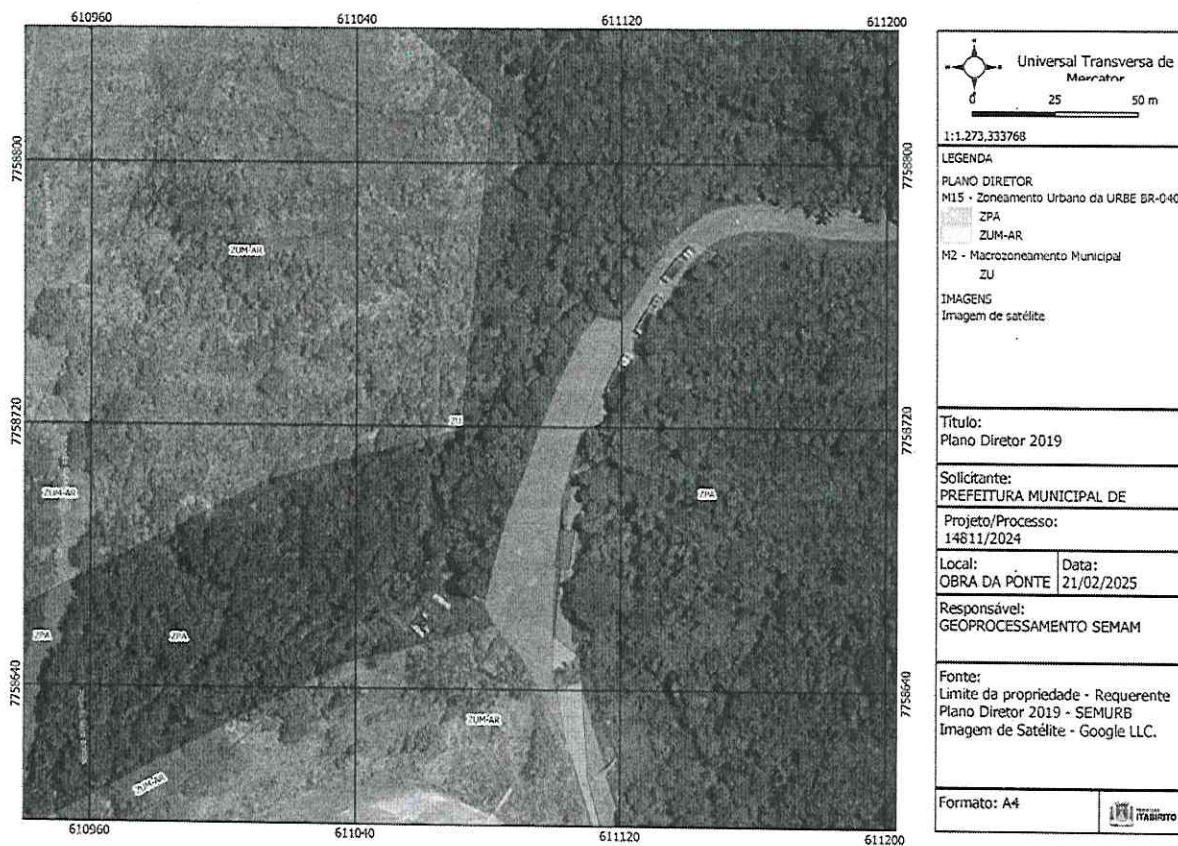 610960 611040 611120 611200
7758800 7758800
ZUM-AR
7758720 ZU 7758720
ZUM-AR ZPA
ZPA ZPA
7758640 7758640
ZUM-AR
ZUM-AR
610960 611040 611120 611200
Universal Transversa de
Mercator
0 25 50 m
1:1.273,333768
LEGENDA
PLANO DIRETOR
M15 - Zoneamento Urbano da URBE BR-040
ZPA
ZUM-AR
M2 - Macrozoneamento Municipal
ZU
IMAGENS
Imagem de satélite
Título:
Plano Diretor 2019
Solicitante:
PREFEITURA MUNICIPAL DE
Projeto/Processo:
14811/2024
Local:
OBRA DA PONTE
Data:
21/02/2025
Responsável:
GEOPROCESSAMENTO SEMAM
Fonte:
Limite da propriedade - Requerente
Plano Diretor 2019 - SEMURB
Imagem de Satélite - Google LLC.
Formato: A4
ITABIRITO